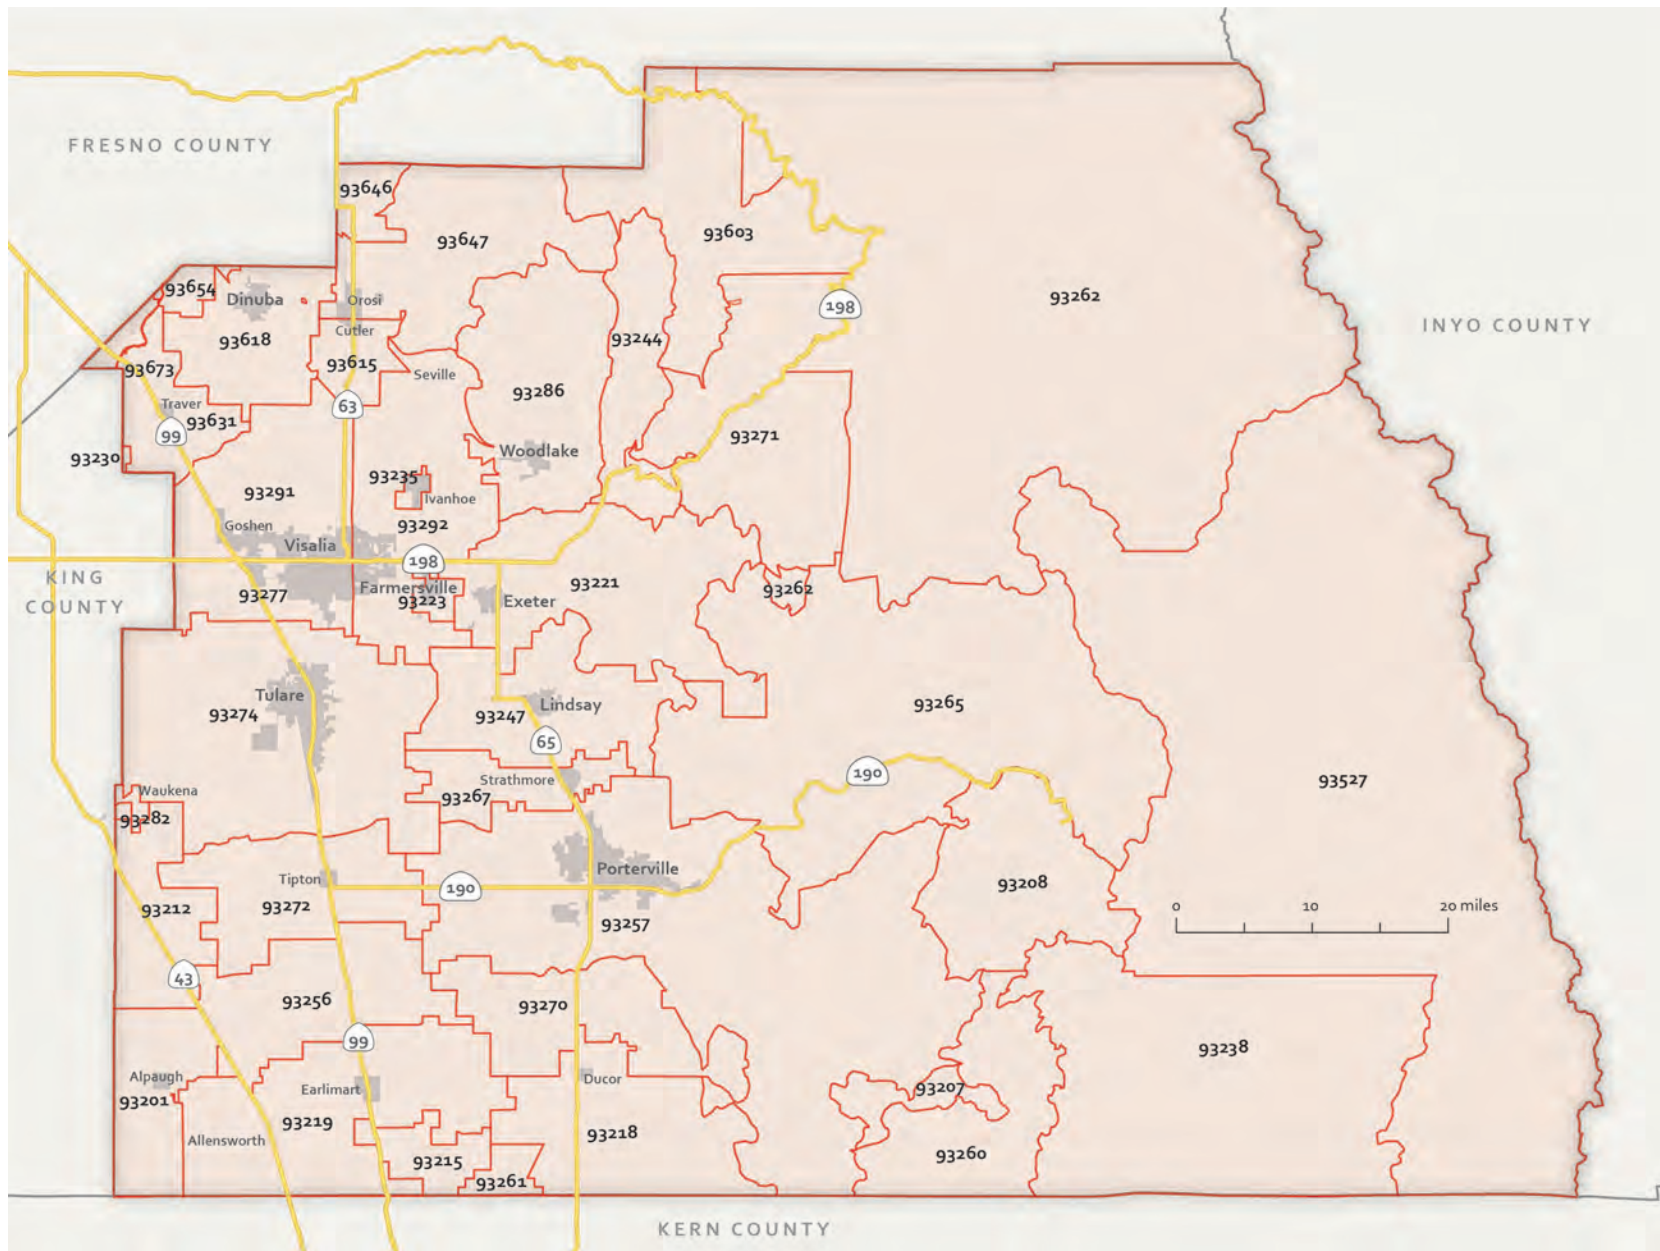 FRESNO COUNTY
93646
93647
93603
93654
Dinuba
Orosi
93262
198
INYO COUNTY
93618
Cutler
93244
93673
93615
Seville
93286
Traver
63
93631
99
93271
93230
Woodlake
93235
93291
Ivanhoe
Goshen
93292
Visalia
198
KING
COUNTY
93277
Farmersville
93223
Exeter
93221
93262
Tulare
93274
93247
Lindsay
93265
65
190
Strathmore
93527
Waukena
93267
93282
Tipton
190
Porterville
93208
93212
93272
0 10 20 miles
93257
43
93256
93270
99
93238
Alpaugh
Earlimart
Ducor
93207
93201
93219
Allensworth
93218
93215
93260
93261
KERN COUNTY